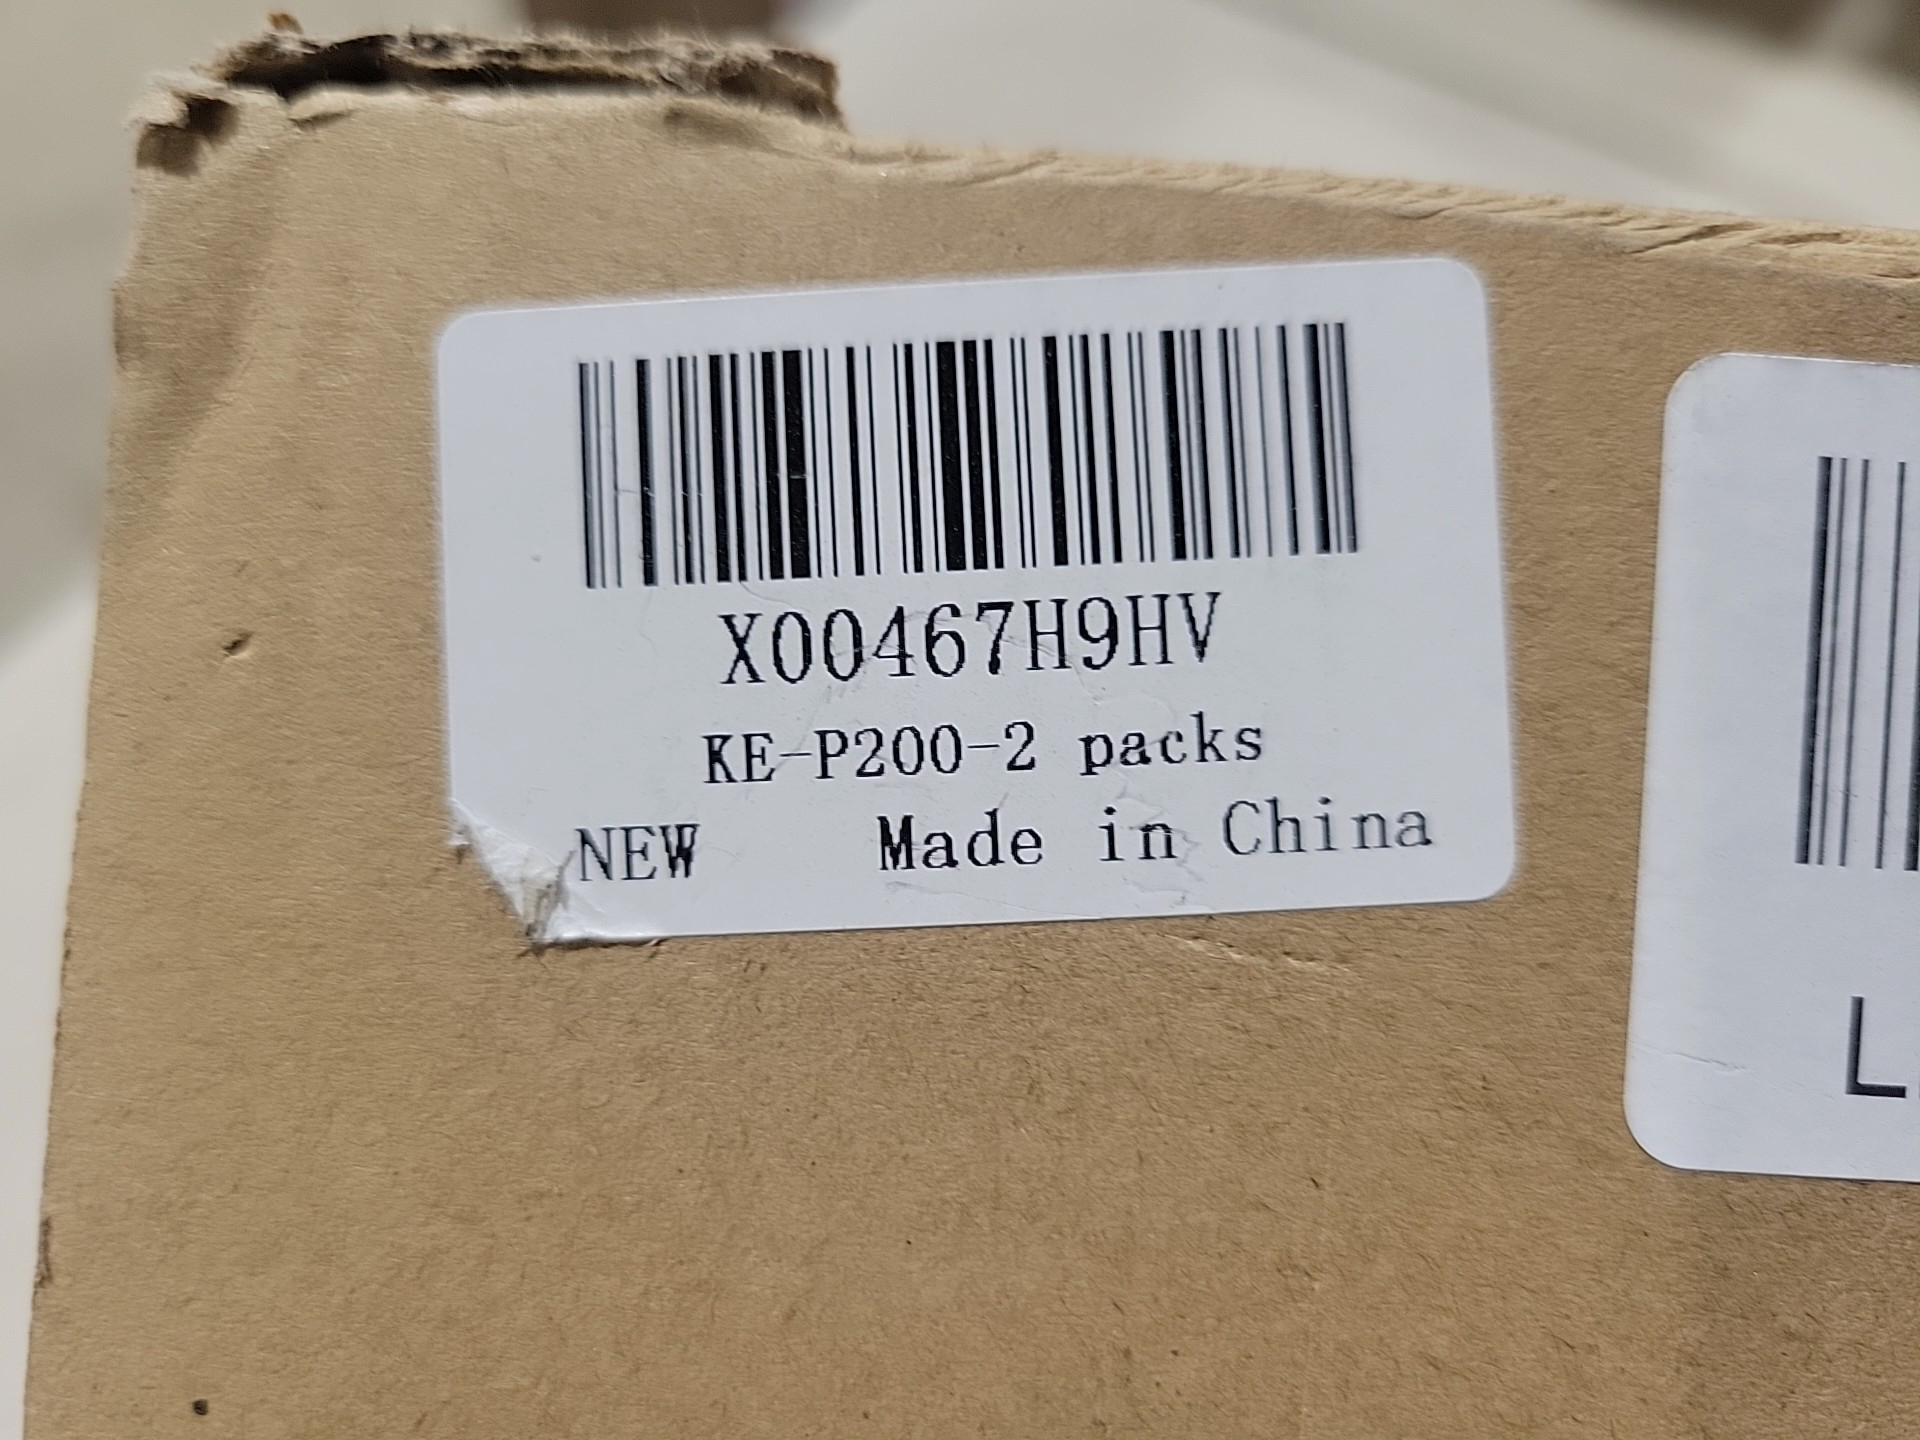 X00467H9HV
KE-P200-2 packs
NEW Made in China
L